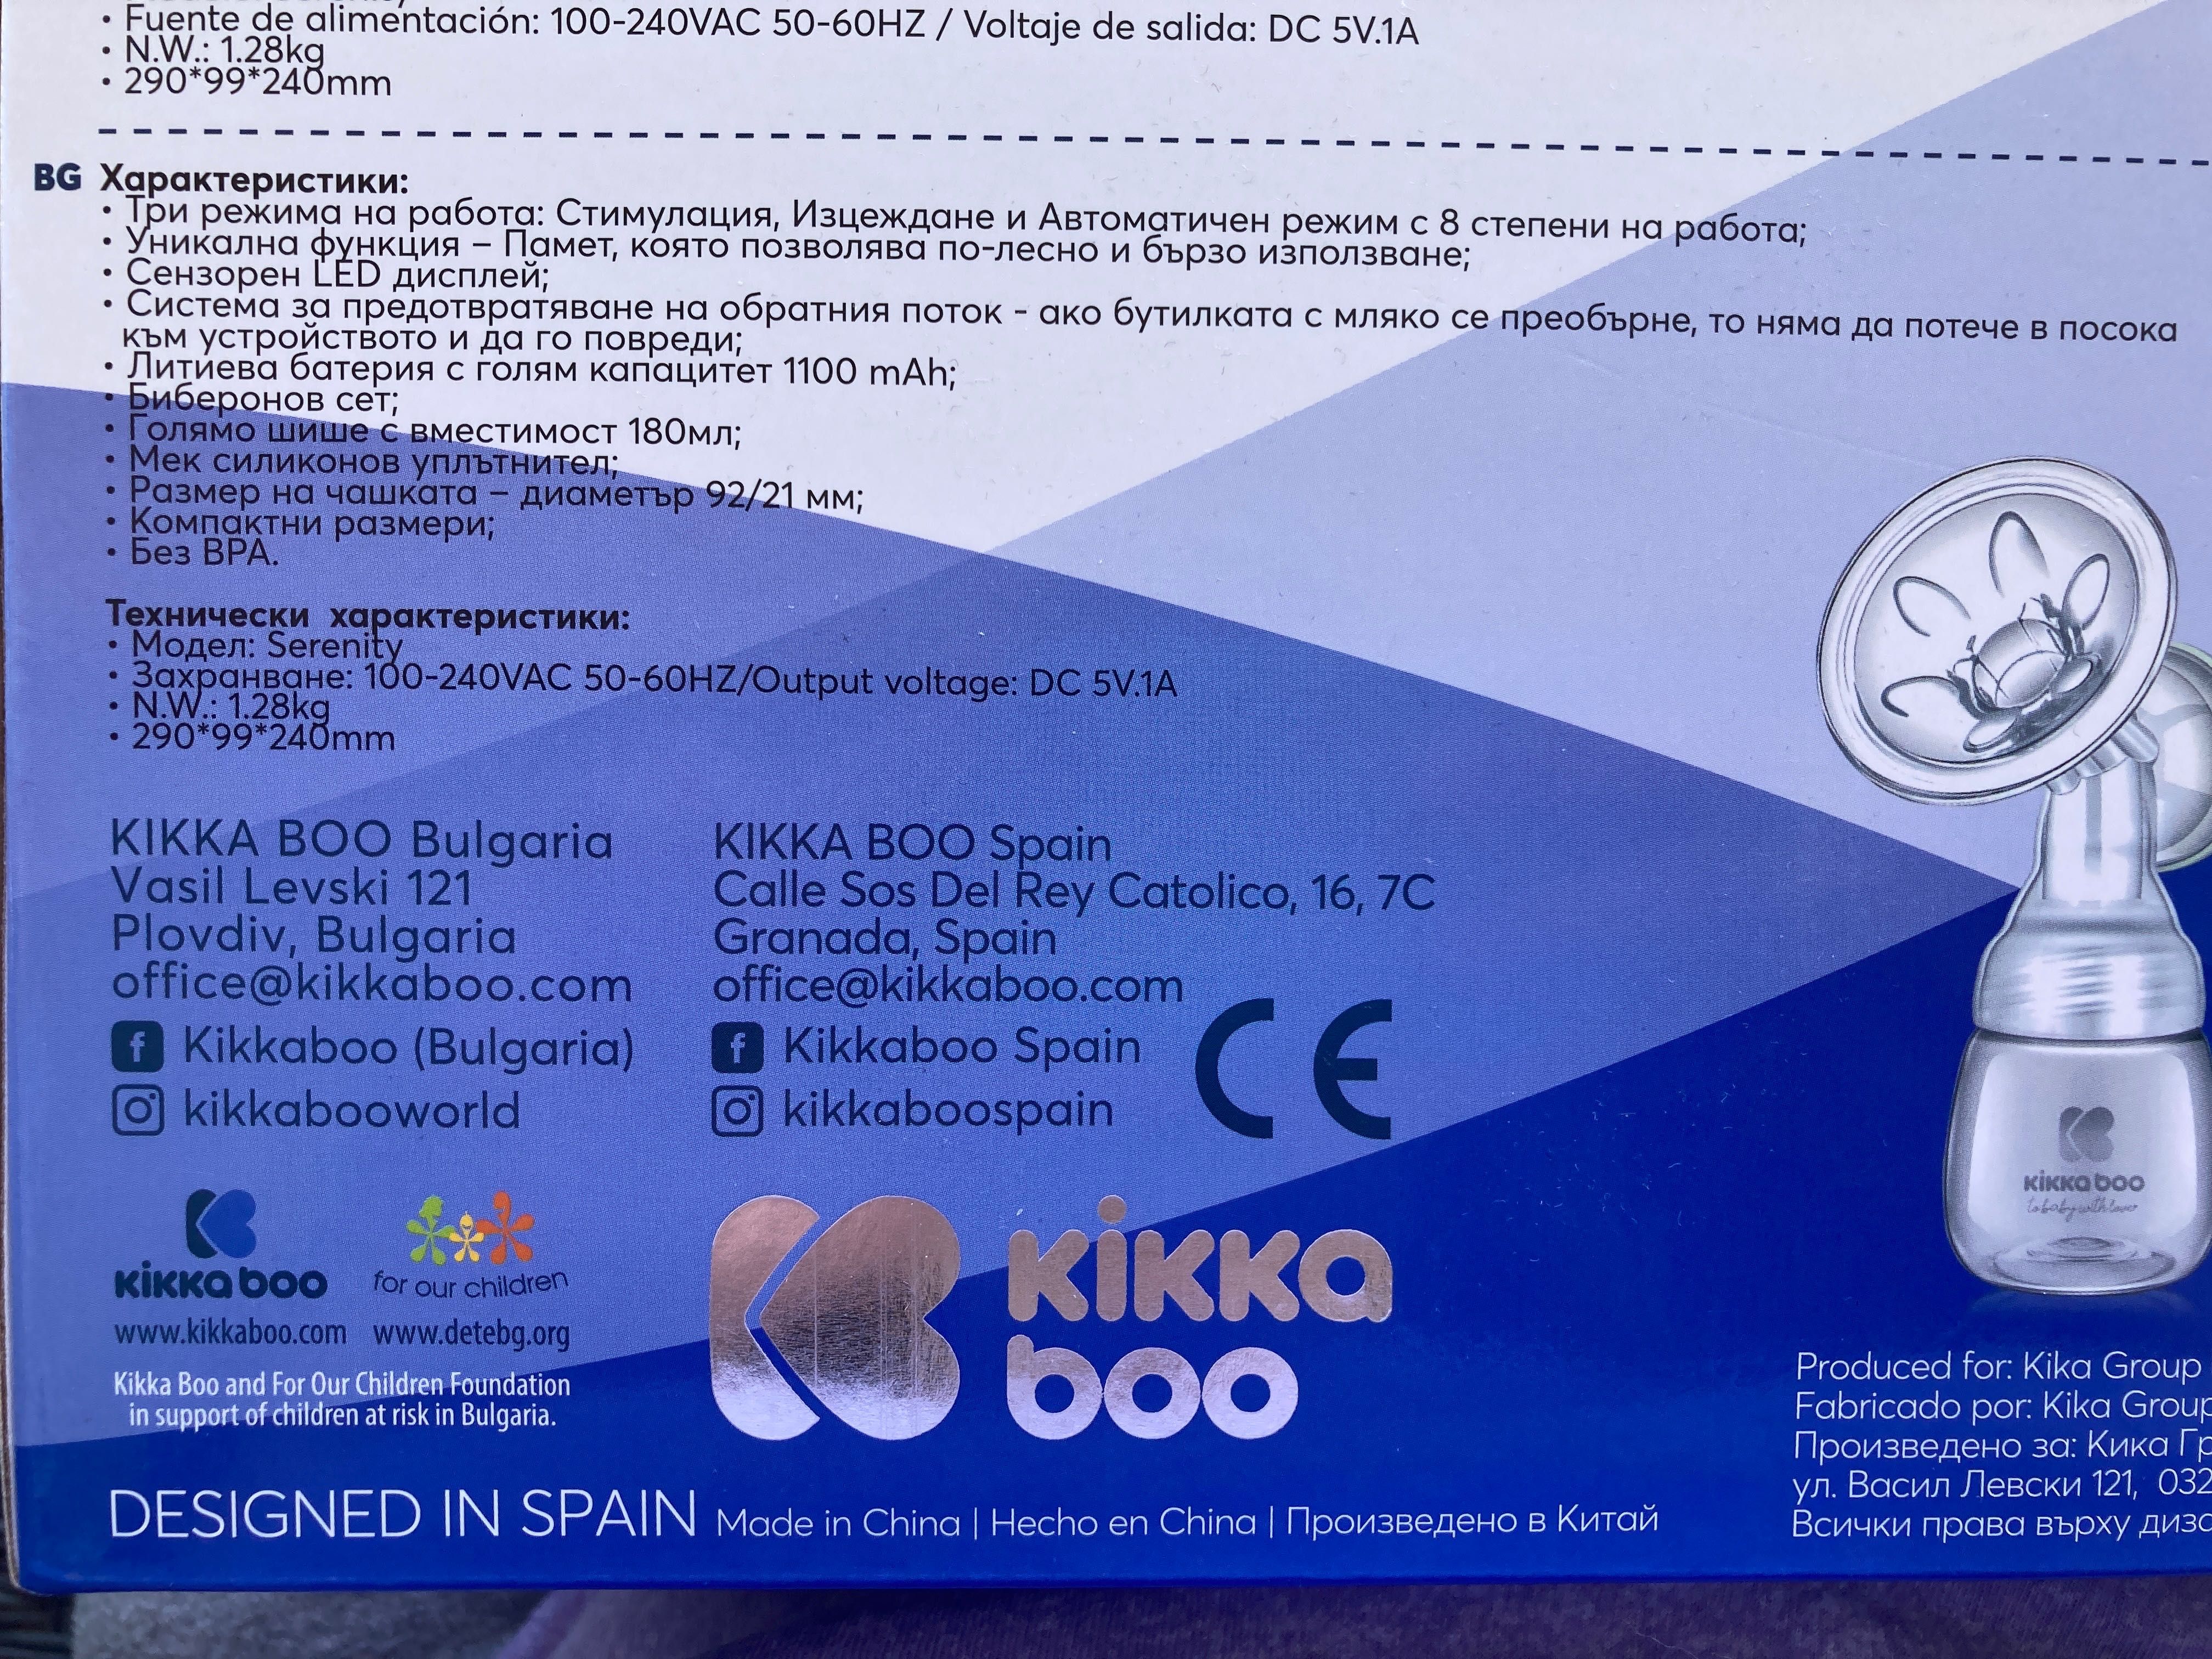 • Fuente de alimentación: 100-240VAC 50-60HZ / Voltaje de salida: DC 5V.1A
• N.W.: 1.28kg
• 290*99*240mm
BG Характеристики:
• Три режима на работа: Стимулация, Изцеждане и Автоматичен режим с 8 степени на работа;
• Уникална функция – Памет, която позволява по-лесно и бързо използване;
• Сензорен LED дисплей;
• Система за предотвратяване на обратния поток - ако бутилката с мляко се преобърне, то няма да потече в посока
към устройството и да го повреди;
• Литиева батерия с голям капацитет 1100 mAh;
• Биберонов сет;
• Голямо шише с вместимост 180мл;
• Мек силиконов уплътнител;
• Размер на чашката – диаметър 92/21 мм;
• Компактни размери;
• Без BPA.
Технически характеристики:
• Модел: Serenity
• Захранване: 100-240VAC 50-60HZ/Output voltage: DC 5V.1A
• N.W.: 1.28kg
• 290*99*240mm
KIKKA BOO Bulgaria
Vasil Levski 121
Plovdiv, Bulgaria
office@kikkaboo.com
Kikkaboo (Bulgaria)
kikkabooworld
KIKKA BOO Spain
Calle Sos Del Rey Catolico, 16, 7C
Granada, Spain
office@kikkaboo.com
Kikkaboo Spain
kikkaboospain
CE
kikka boo
www.kikkaboo.com
for our children
www.detebg.org
Kikka Boo and For Our Children Foundation
in support of children at risk in Bulgaria.
kikka
boo
kikka boo
to baby with love
DESIGNED IN SPAIN Made in China | Hecho en China | Произведено в Китай
Produced for: Kika Group
Fabricado por: Kika Group
Произведено за: Кика Гр
ул. Васил Левски 121, 032
Всички права върху диза